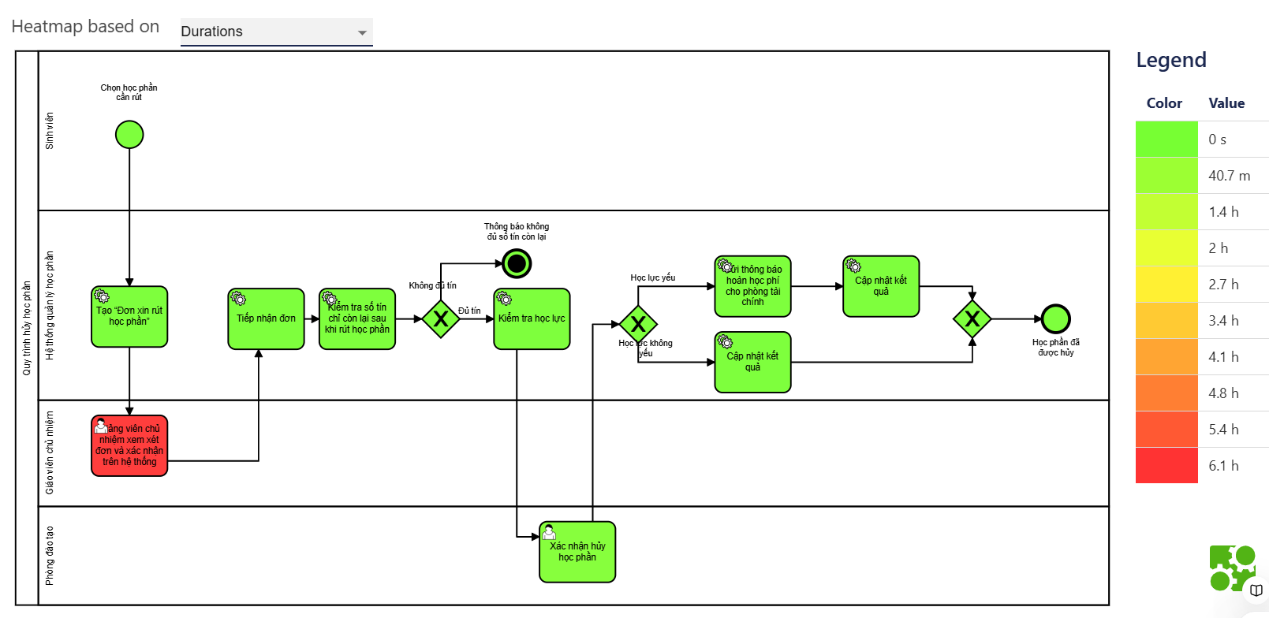 Heatmap based on
Durations
Legend
Color
Value
0 s
40.7 m
1.4 h
2 h
2.7 h
3.4 h
4.1 h
4.8 h
5.4 h
6.1 h
Quy trình hủy học phần
Sinh viên
Chọn học phần
cần rút
Hệ thống quản lý học phần
Tạo "Đơn xin rút
học phần"
Tiếp nhận đơn
Kiểm tra số tín
chỉ còn lại sau
khi rút học phần
Không đủ tín
Đủ tín
Thông báo không
đủ số tín còn lại
Kiểm tra học lực
Học lực yếu
Học lực không
yếu
thông báo
hoàn học phí
cho phòng tài
chính
Cập nhật kết
quả
Cập nhật kết
quả
Học phần đã
được hủy
Giáo viên chủ nhiệm
viên chủ
nhiệm xem xét
đơn và xác nhận
trên hệ thống
Phòng đào tạo
Xác nhận hủy
học phần